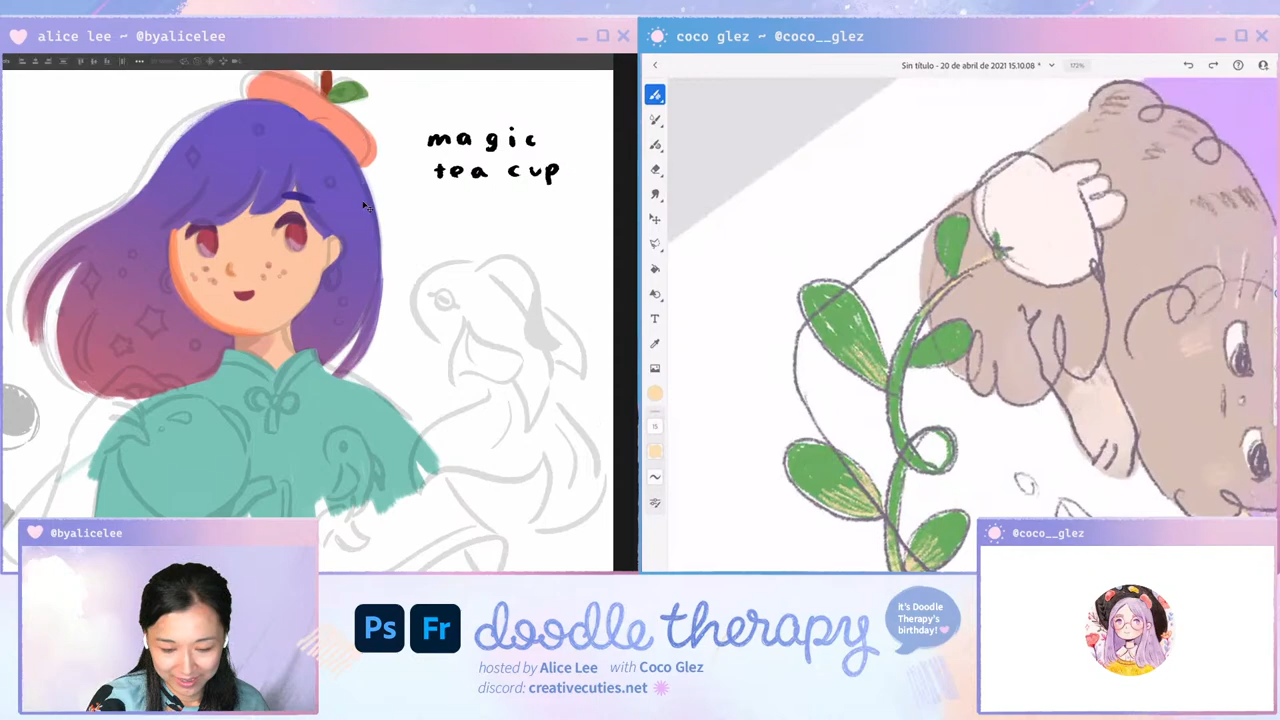 alice lee ~ @byalicelee
coco glez ~ @coco__glez
Sin título - 20 de abril de 2021 15.10.08 *
172%
magic
tea cup
T
15
@byalicelee
@coco__glez
Ps
Fr
doodle therapy
it's Doodle
Therapy's
birthday!
hosted by Alice Lee with Coco Glez
discord: creativecuties.net